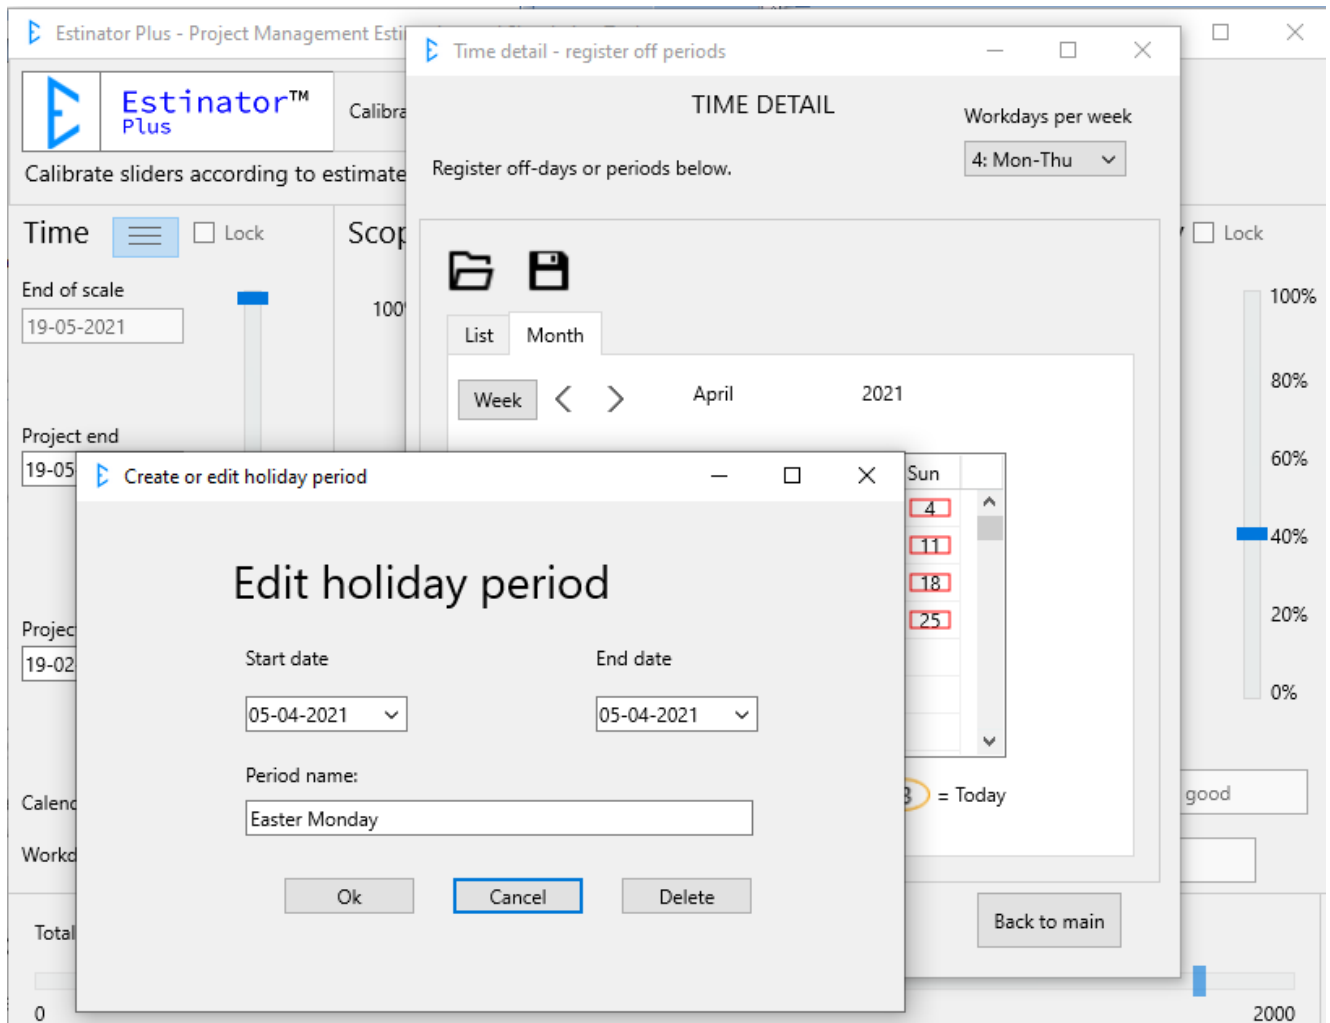 Estinator Plus - Project Management Esti
Time detail - register off periods
Estinator™
Plus
Calibra
TIME DETAIL
Workdays per week
4: Mon-Thu
Calibrate sliders according to estimate
Register off-days or periods below.
Time
Lock
Scop
Lock
End of scale
19-05-2021
100%
List
Month
Week
April
2021
80%
Project end
19-05
60%
Create or edit holiday period
Sun
4
40%
11
Edit holiday period
18
25
20%
Projec
19-02
Start date
End date
05-04-2021
05-04-2021
0%
Period name:
Easter Monday
= Today
good
Calend
Workd
Ok
Cancel
Delete
Back to main
Total
0
2000